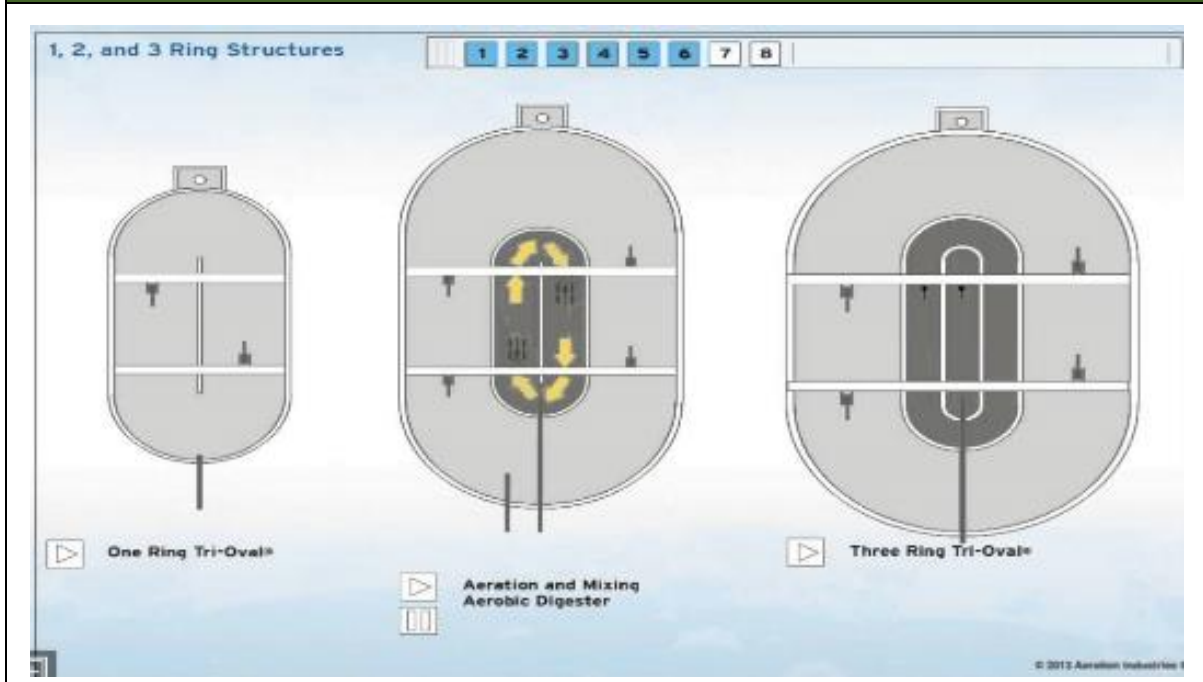 1, 2, and 3 Ring Structures
1 2 3 4 5 6 7 8
One Ring Tri-Oval®
Aeration and Mixing
Aerobic Digester
Three Ring Tri-Oval®
© 2013 Aeration Industries